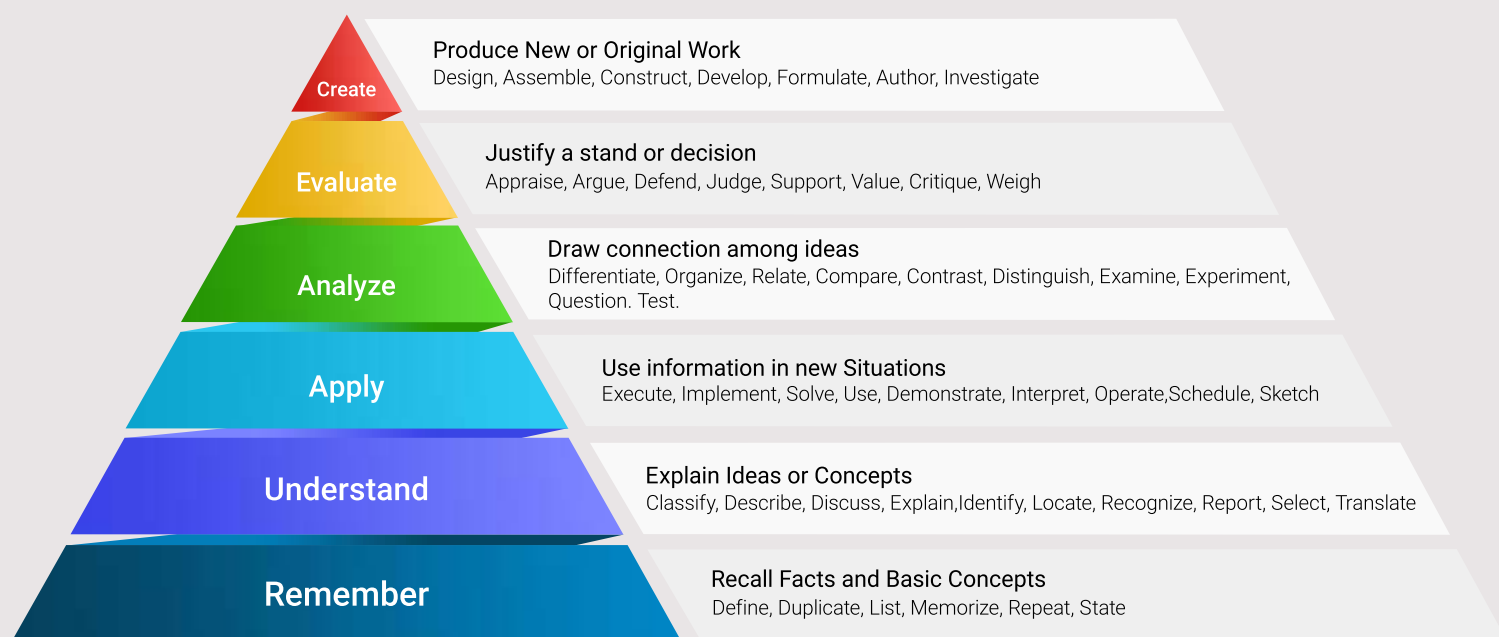 Create
Produce New or Original Work
Design, Assemble, Construct, Develop, Formulate, Author, Investigate
Evaluate
Justify a stand or decision
Appraise, Argue, Defend, Judge, Support, Value, Critique, Weigh
Analyze
Draw connection among ideas
Differentiate, Organize, Relate, Compare, Contrast, Distinguish, Examine, Experiment,
Question. Test.
Apply
Use information in new Situations
Execute, Implement, Solve, Use, Demonstrate, Interpret, Operate,Schedule, Sketch
Understand
Explain Ideas or Concepts
Classify, Describe, Discuss, Explain,Identify, Locate, Recognize, Report, Select, Translate
Remember
Recall Facts and Basic Concepts
Define, Duplicate, List, Memorize, Repeat, State